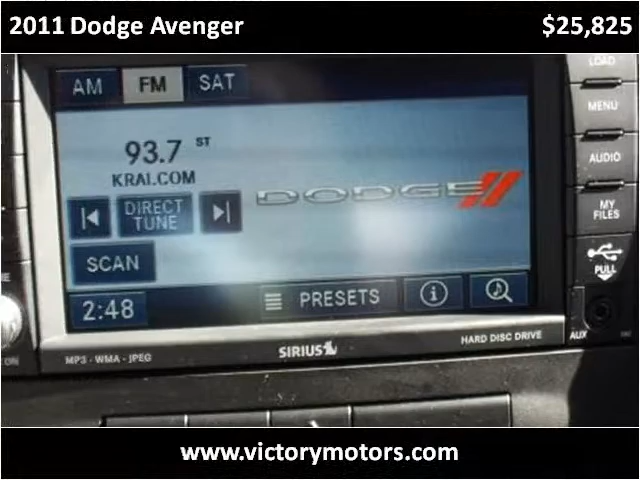 2011 Dodge Avenger $25,825
AM FM SAT
LOAD
MENU
93.7 ST
KRAI.COM
AUDIO
DIRECT
TUNE
DODGE
MY
FILES
SCAN
PULL
2:48 PRESETS
AUX
MP3 - WMA - JPEG SIRIUS HARD DISC DRIVE
www.victorymotors.com